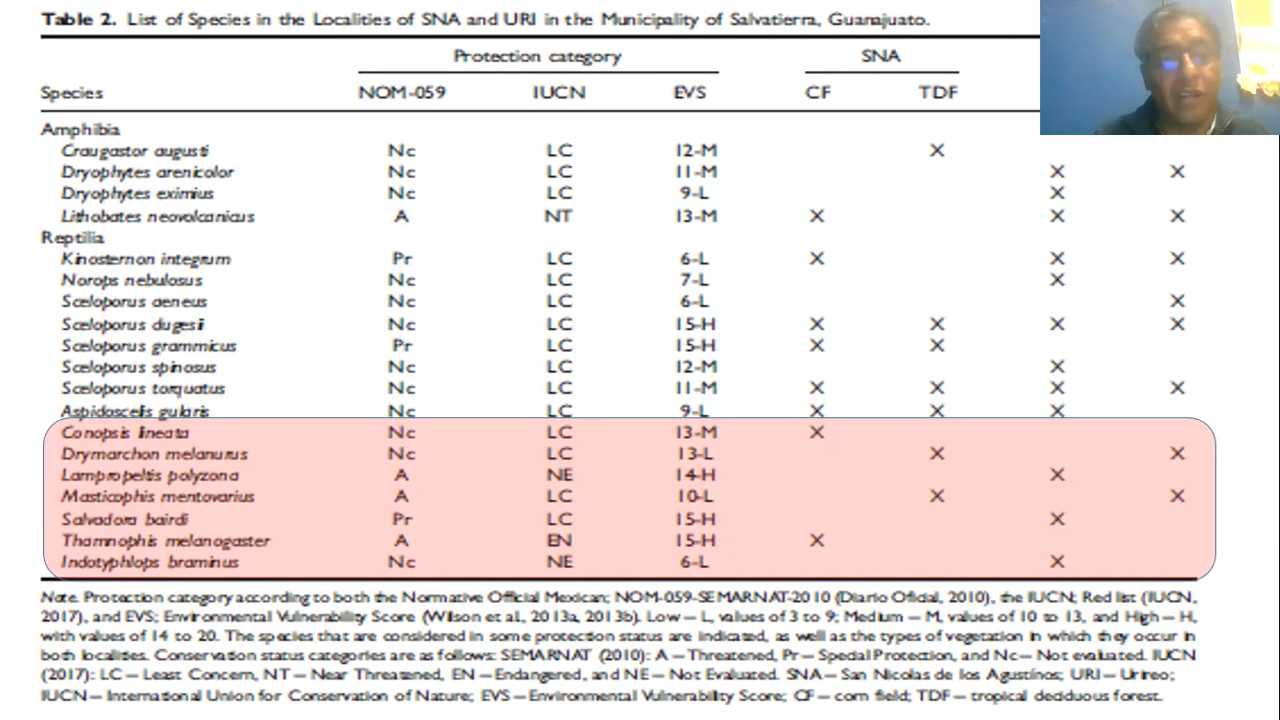 Table 2. List of Species in the Localities of SNA and URI in the Municipality of Salvatierra, Guanajuato.
Protection category SNA
Species NOM-059 IUCN EVS CF TDF
Amphibia
Craugastor augusti Nc LC 12-M X
Dryophytes arenicolor Nc LC 11-M X X
Dryophytes eximius Nc LC 9-L X
Lithobates neovolcanicus A NT 13-M X X X
Reptilia
Kinosternon integrum Pr LC 6-L X X X
Norops nebulosus Nc LC 7-L X
Sceloporus aeneus Nc LC 6-L X
Sceloporus dugesii Nc LC 15-H X X X X
Sceloporus grammicus Pr LC 15-H X X
Sceloporus spinosus Nc LC 12-M X
Sceloporus torquatus Nc LC 11-M X X X X
Aspidoscelis gularis Nc LC 9-L X X X
Conopsis lineata Nc LC 13-M X
Drymarchon melanurus Nc LC 13-L X X
Lampropeltis polyzona A NE 14-H X
Masticophis mentovarius A LC 10-L X X
Salvadora bairdi Pr LC 15-H X
Thamnophis melanogaster A EN 15-H X
Indotyphlops braminus Nc NE 6-L X
Note. Protection category according to both the Normative Official Mexican; NOM-059-SEMARNAT-2010 (Diario Oficial, 2010), the IUCN; Red list (IUCN,
2017), and EVS; Environmental Vulnerability Score (Wilson et al., 2013a, 2013b). Low—L, values of 3 to 9; Medium—M, values of 10 to 13, and High—H,
with values of 14 to 20. The species that are considered in some protection status are indicated, as well as the types of vegetation in which they occur in
both localities. Conservation status categories are as follows: SEMARNAT (2010): A—Threatened, Pr—Special Protection, and Nc—Not evaluated. IUCN
(2017): LC—Least Concern, NT—Near Threatened, EN—Endangered, and NE—Not Evaluated. SNA—San Nicolas de los Agustínos; URI—Urireo;
IUCN—International Union for Conservation of Nature; EVS—Environmental Vulnerability Score; CF—corn field; TDF—tropical deciduous forest.